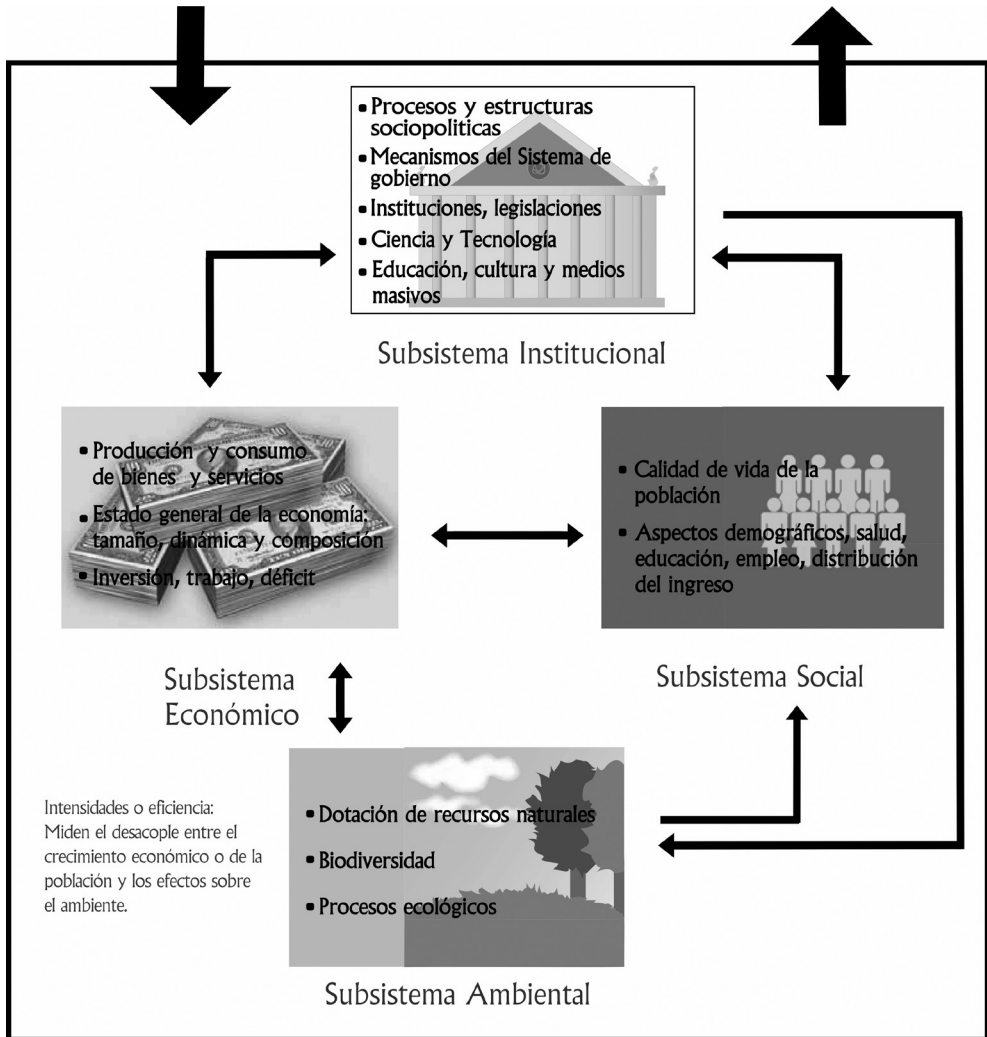 • Procesos y estructuras
sociopoliticas
• Mecanismos del Sistema de
gobierno
• Instituciones, legislaciones
• Ciencia y Tecnología
• Educación, cultura y medios
masivos
Subsistema Institucional
• Producción y consumo
de bienes y servicios
• Estado general de la economía:
tamaño, dinámica y composición
• Inversión, trabajo, déficit
Subsistema
Económico
• Calidad de vida de la
población
• Aspectos demográficos, salud,
educación, empleo, distribución
del ingreso
Subsistema Social
Intensidades o eficiencia:
Miden el desacople entre el
crecimiento económico o de la
población y los efectos sobre
el ambiente.
• Dotación de recursos naturales
• Biodiversidad
• Procesos ecológicos
Subsistema Ambiental